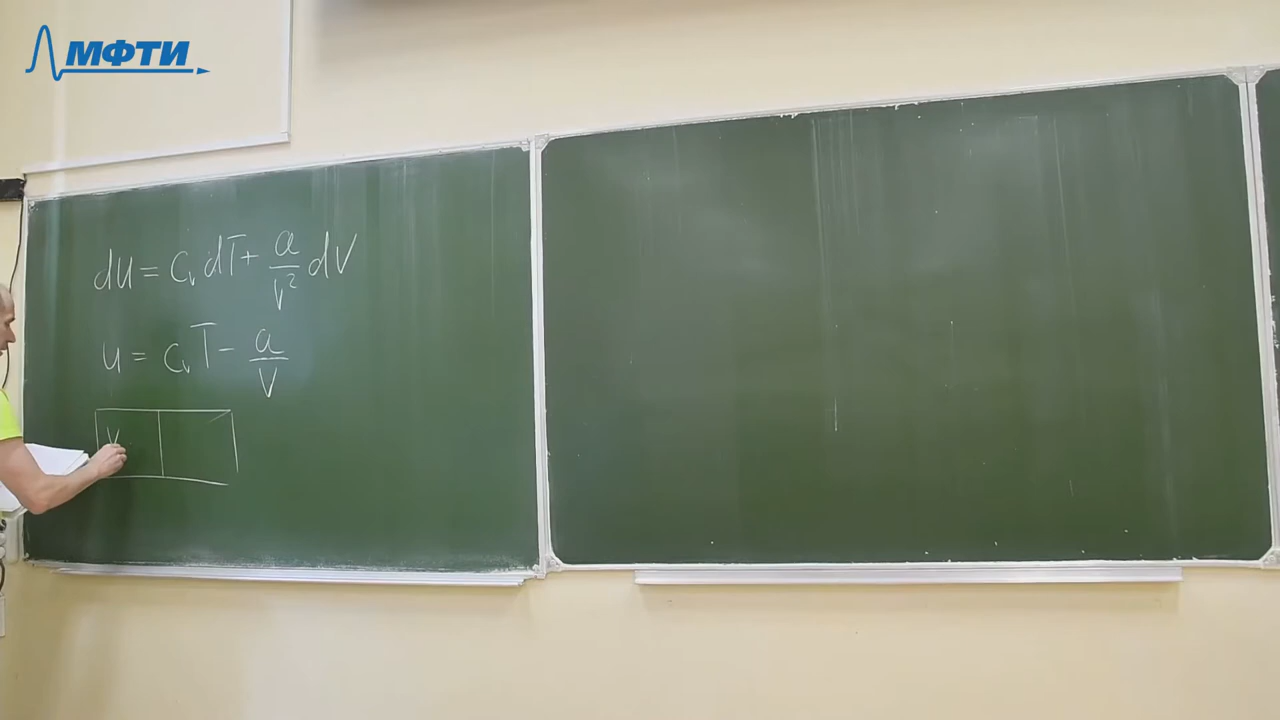 МФТИ
du = c_v dT + a/v² dV
u = c_v T − a/v
V